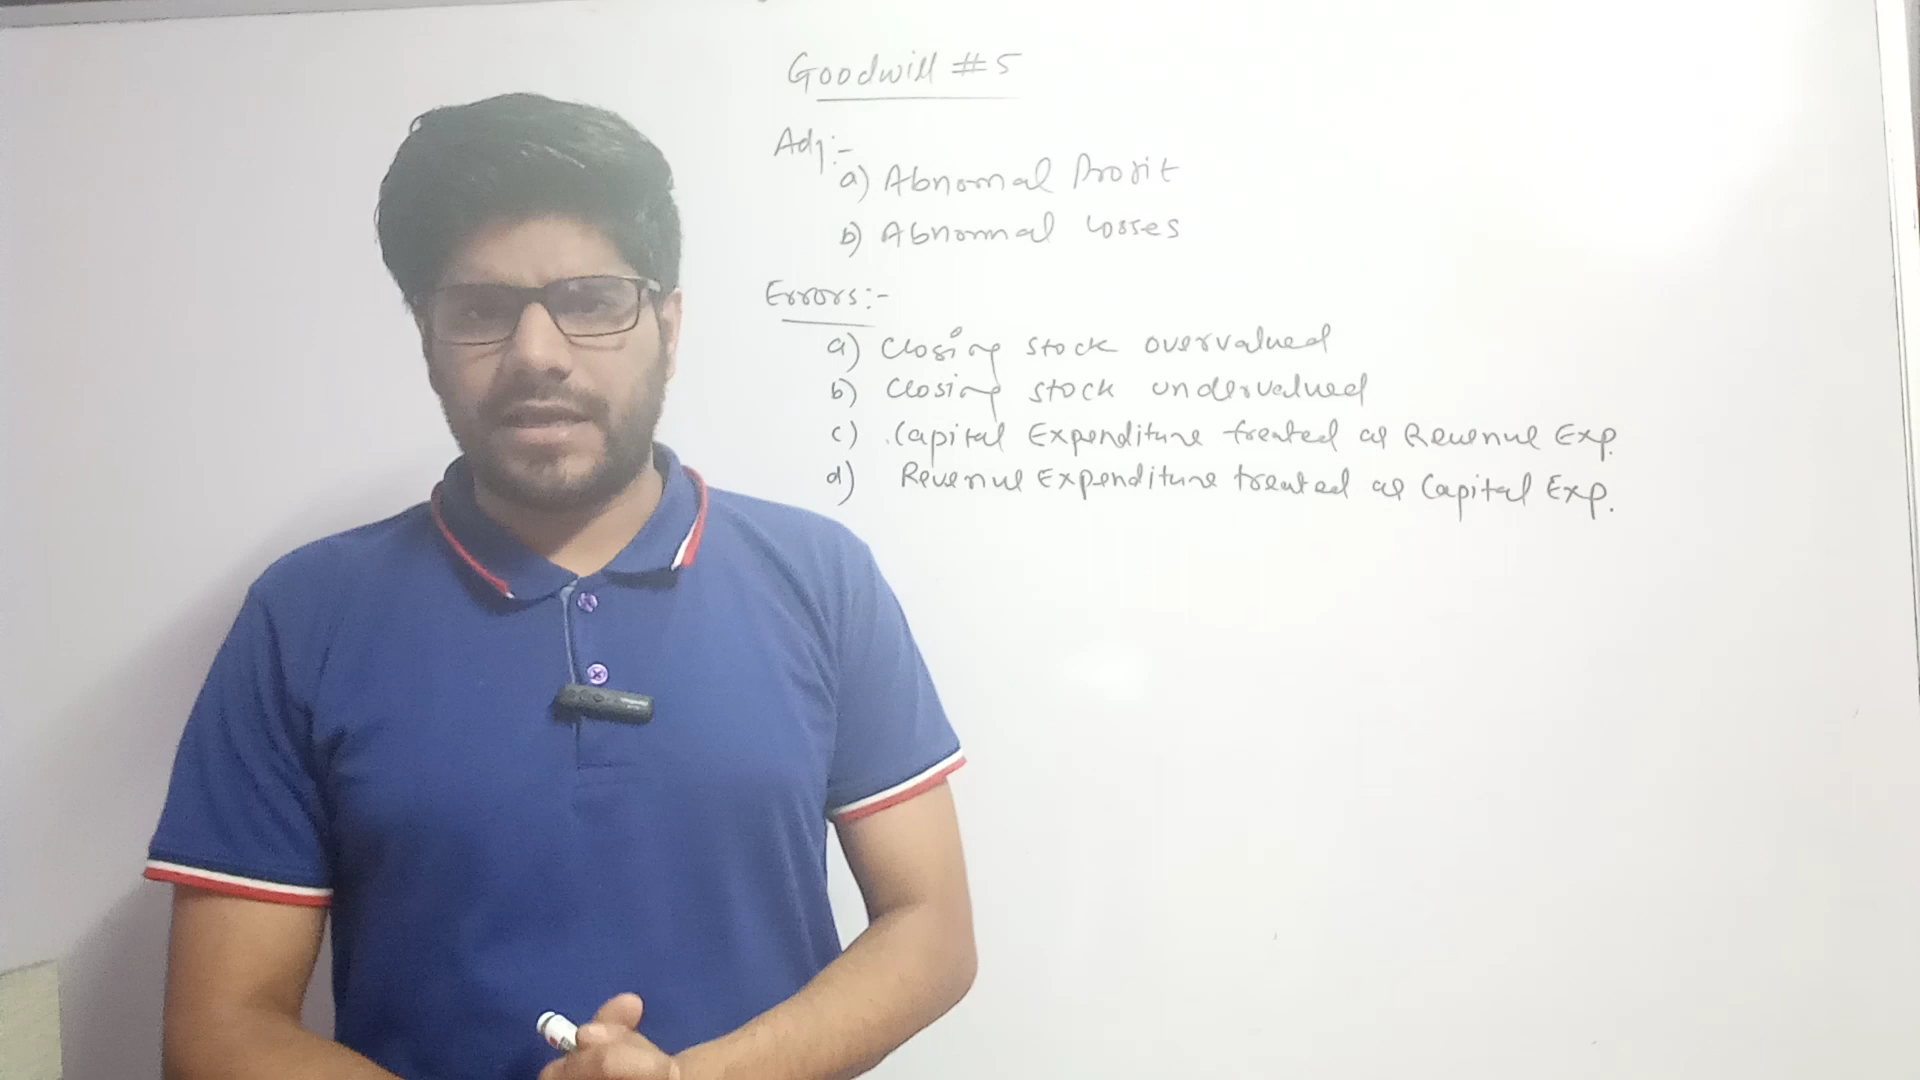 Goodwill #5
Adj:-
a) Abnormal Profit
b) Abnormal Losses
Errors:-
a) Closing stock overvalued
b) Closing stock undervalued
c) Capital Expenditure treated as Revenue Exp.
d) Revenue Expenditure treated as Capital Exp.